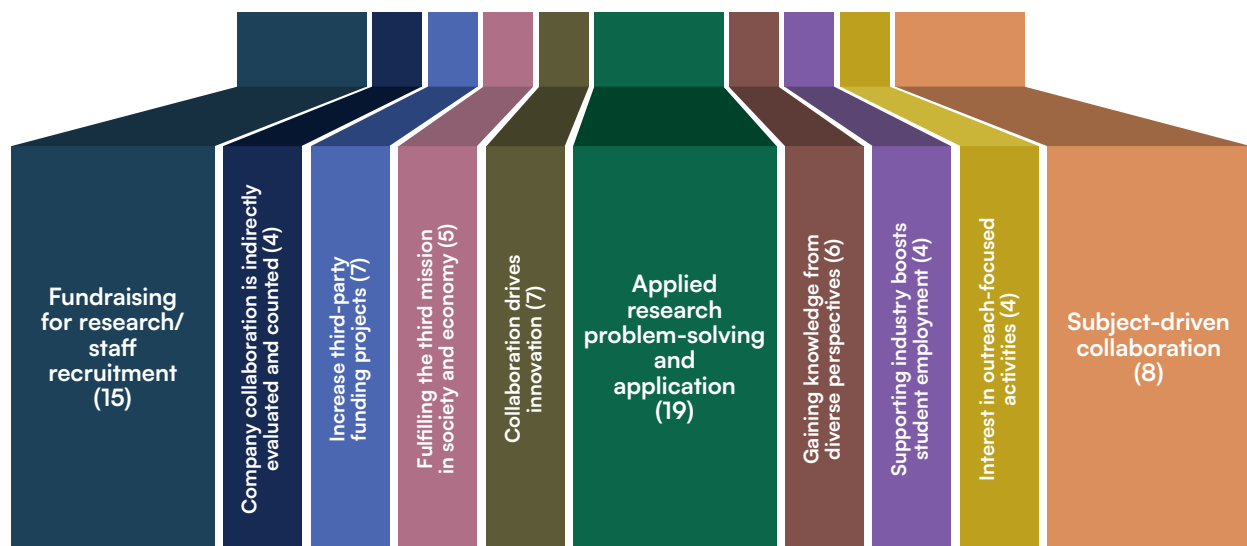 Fundraising
for research/
staff
recruitment
(15)
Company collaboration is indirectly
evaluated and counted (4)
Increase third-party
funding projects (7)
Fulfilling the third mission
in society and economy (5)
Collaboration drives
innovation (7)
Applied
research
problem-solving
and
application
(19)
Gaining knowledge from
diverse perspectives (6)
Supporting industry boosts
student employment (4)
Interest in outreach-focused
activities (4)
Subject-driven
collaboration
(8)